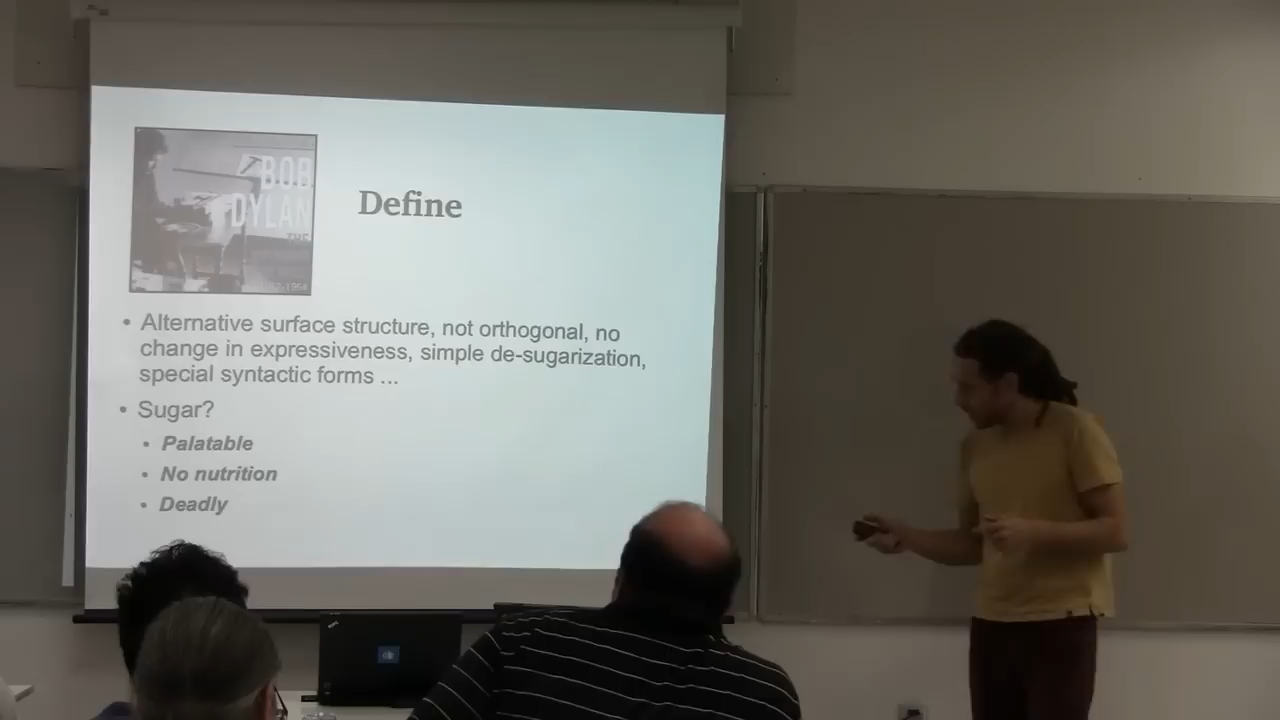 BOB
DYLAN
THE
Define
• Alternative surface structure, not orthogonal, no
change in expressiveness, simple de-sugarization,
special syntactic forms ...
• Sugar?
• Palatable
• No nutrition
• Deadly